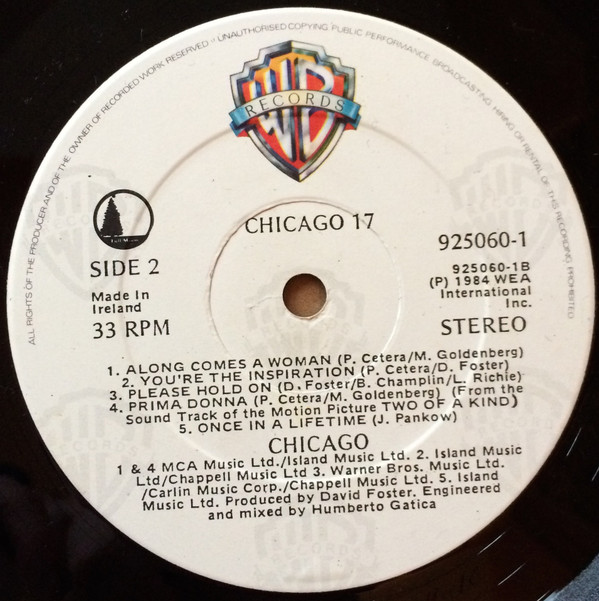 ALL RIGHTS OF THE PRODUCER AND OF THE OWNER OF RECORDED WORK RESERVED - UNAUTHORISED COPYING PUBLIC PERFORMANCE BROADCASTING HIRING OR RENTAL OF THIS RECORDING PROHIBITED
WB
RECORDS
Full Moon
CHICAGO 17
SIDE 2
925060-1
Made In
Ireland
33 RPM
925060-1B
(P) 1984 WEA
International
Inc.
STEREO
1. ALONG COMES A WOMAN (P. Cetera/M. Goldenberg)
2. YOU'RE THE INSPIRATION (P. Cetera/D. Foster)
3. PLEASE HOLD ON (D. Foster/B. Champlin/L. Richie)
4. PRIMA DONNA (P. Cetera/M. Goldenberg) (From the
Sound Track of the Motion Picture TWO OF A KIND)
5. ONCE IN A LIFETIME (J. Pankow)
CHICAGO
1 & 4 MCA Music Ltd./Island Music Ltd. 2. Island Music
Ltd/Chappell Music Ltd 3. Warner Bros. Music Ltd.
/Carlin Music Corp./Chappell Music Ltd. 5. Island
Music Ltd. Produced by David Foster. Engineered
and mixed by Humberto Gatica